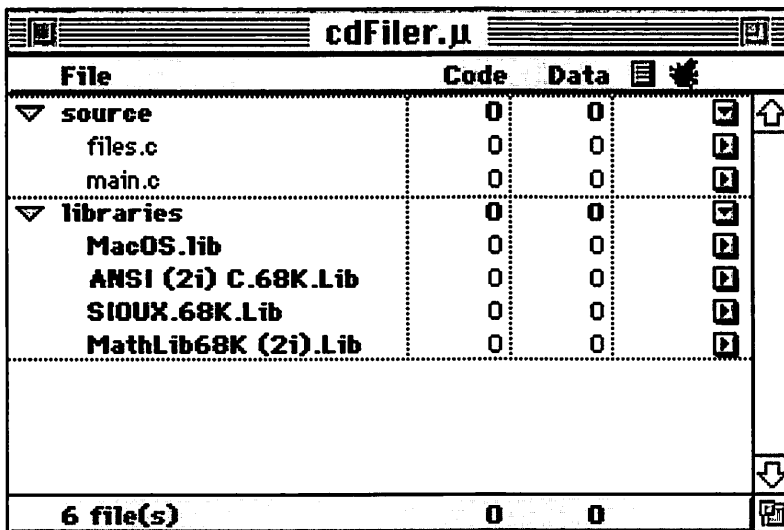 cdFiler.µ
File Code Data
source 0 0
files.c 0 0
main.c 0 0
libraries 0 0
MacOS.lib 0 0
ANSI (2i) C.68K.Lib 0 0
SIOUX.68K.Lib 0 0
MathLib68K (2i).Lib 0 0
6 file(s) 0 0